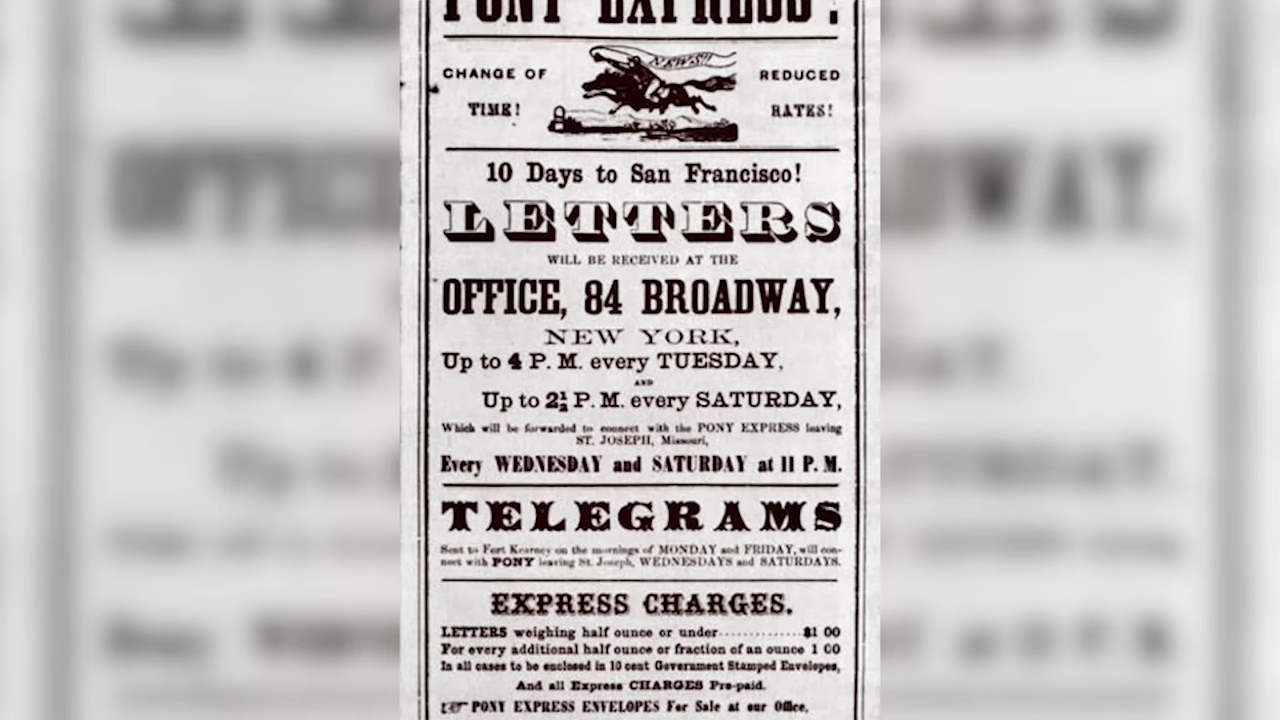 PONY EXPRESS!
NEWS!!
CHANGE OF
TIME!
REDUCED
RATES!
10 Days to San Francisco!
LETTERS
WILL BE RECEIVED AT THE
OFFICE, 84 BROADWAY,
NEW YORK,
Up to 4 P. M. every TUESDAY,
AND
Up to 2½ P. M. every SATURDAY,
Which will be forwarded to connect with the PONY EXPRESS leaving
ST. JOSEPH, Missouri,
Every WEDNESDAY and SATURDAY at 11 P. M.
TELEGRAMS
Sent to Fort Kearney on the mornings of MONDAY and FRIDAY, will con-
nect with PONY leaving St. Joseph, WEDNESDAYS and SATURDAYS.
EXPRESS CHARGES.
LETTERS weighing half ounce or under..............$1 00
For every additional half ounce or fraction of an ounce 1 00
In all cases to be enclosed in 10 cent Government Stamped Envelopes,
And all Express CHARGES Pre-paid.
☞ PONY EXPRESS ENVELOPES For Sale at our Office.